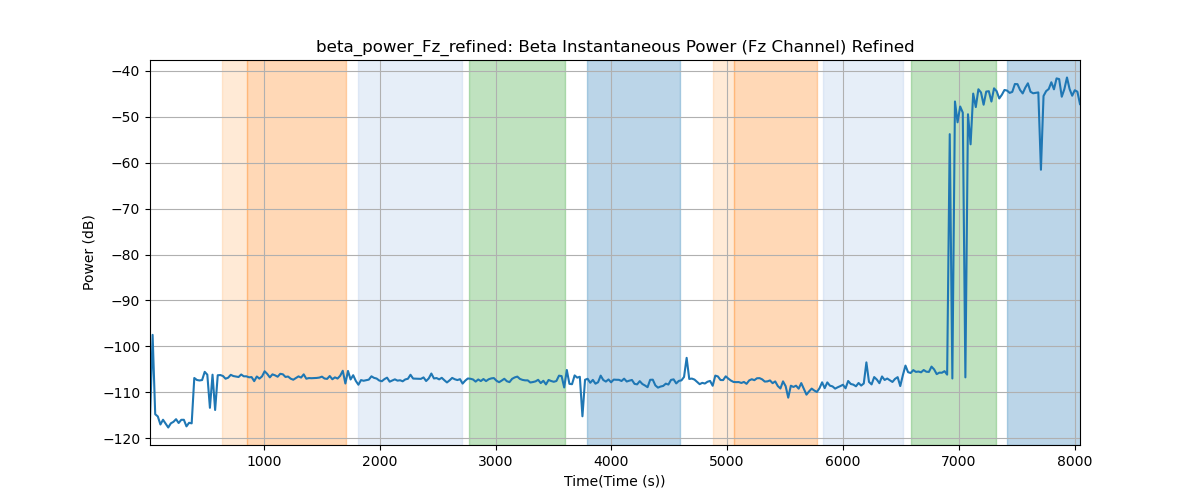 beta_power_Fz_refined: Beta Instantaneous Power (Fz Channel) Refined
Power (dB)
−40
−50
−60
−70
−80
−90
−100
−110
−120
1000 2000 3000 4000 5000 6000 7000 8000
Time(Time (s))